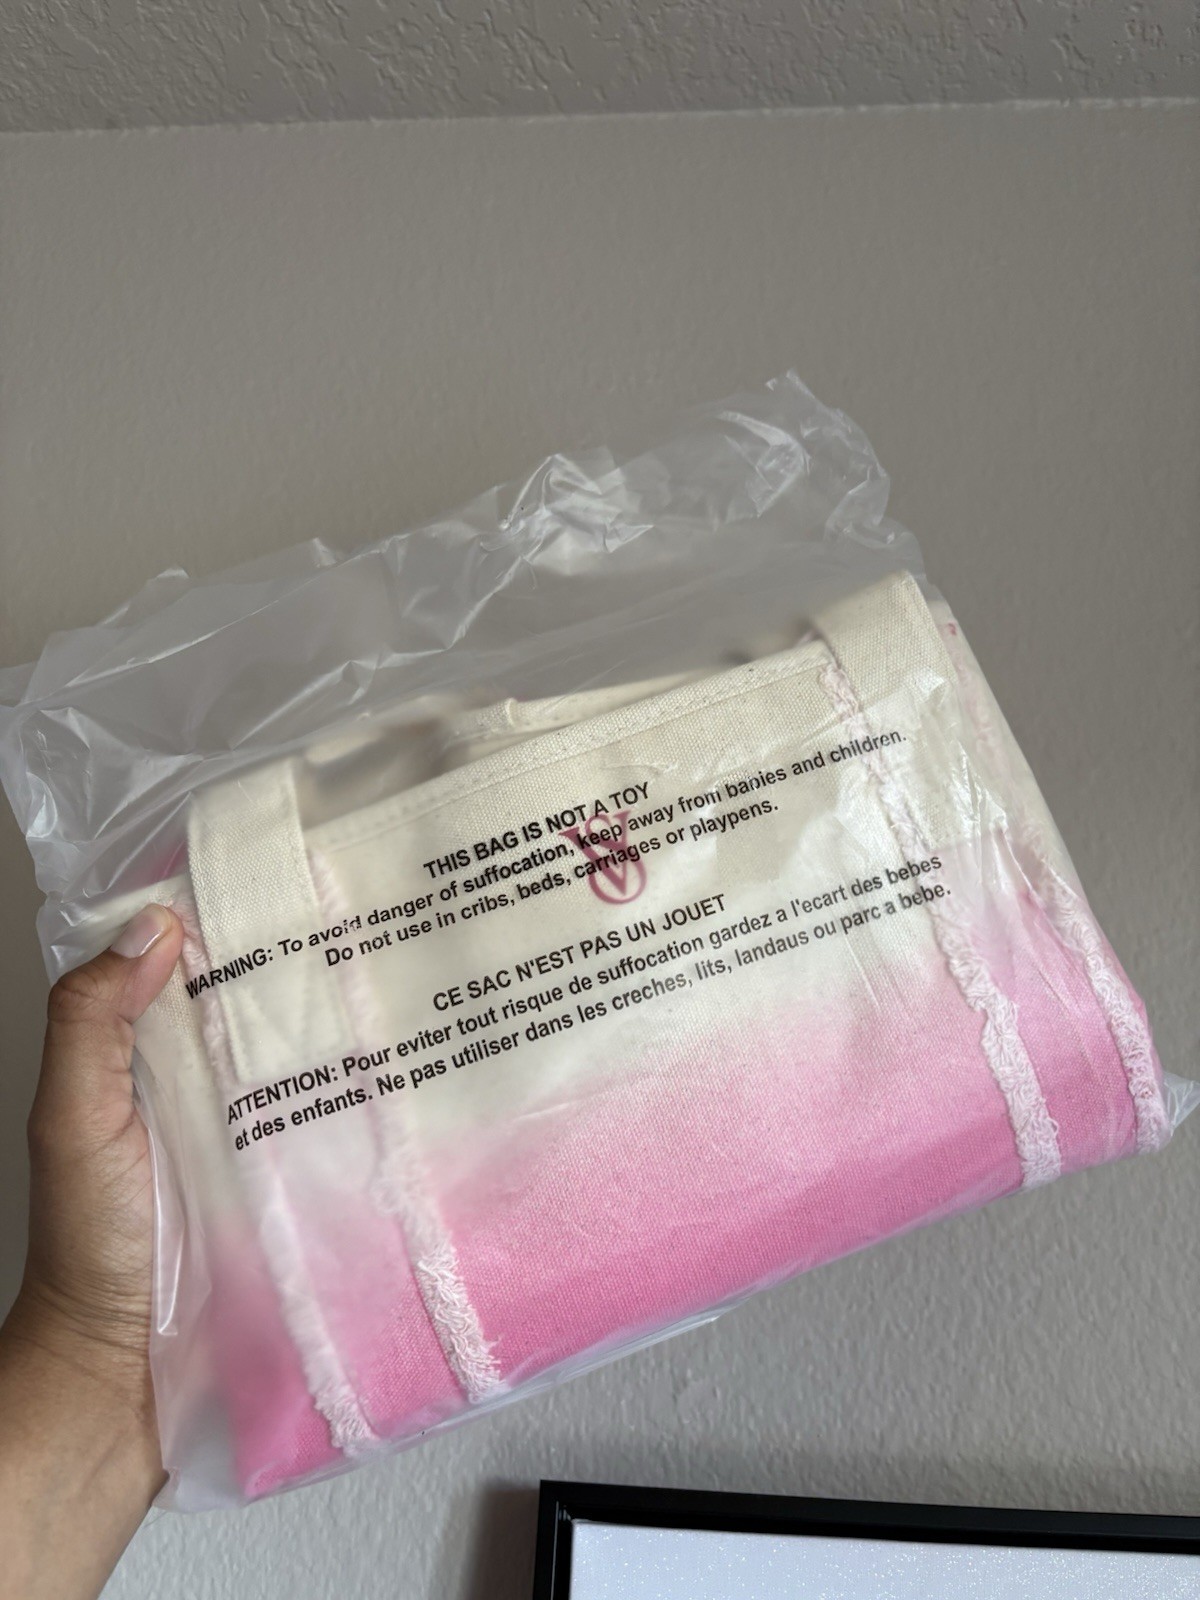 THIS BAG IS NOT A TOY
WARNING: To avoid danger of suffocation, keep away from babies and children.
Do not use in cribs, beds, carriages or playpens.
VS
CE SAC N'EST PAS UN JOUET
ATTENTION: Pour eviter tout risque de suffocation gardez a l'ecart des bebes
et des enfants. Ne pas utiliser dans les creches, lits, landaus ou parc a bebe.